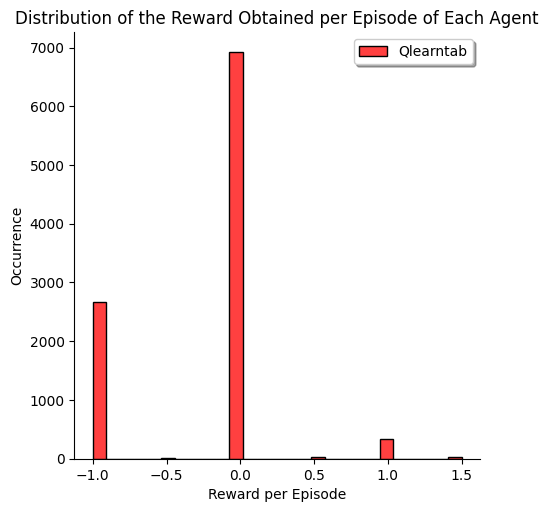 Distribution of the Reward Obtained per Episode of Each Agent
Qlearntab
7000
6000
5000
4000
3000
2000
1000
0
Occurrence
−1.0 −0.5 0.0 0.5 1.0 1.5
Reward per Episode